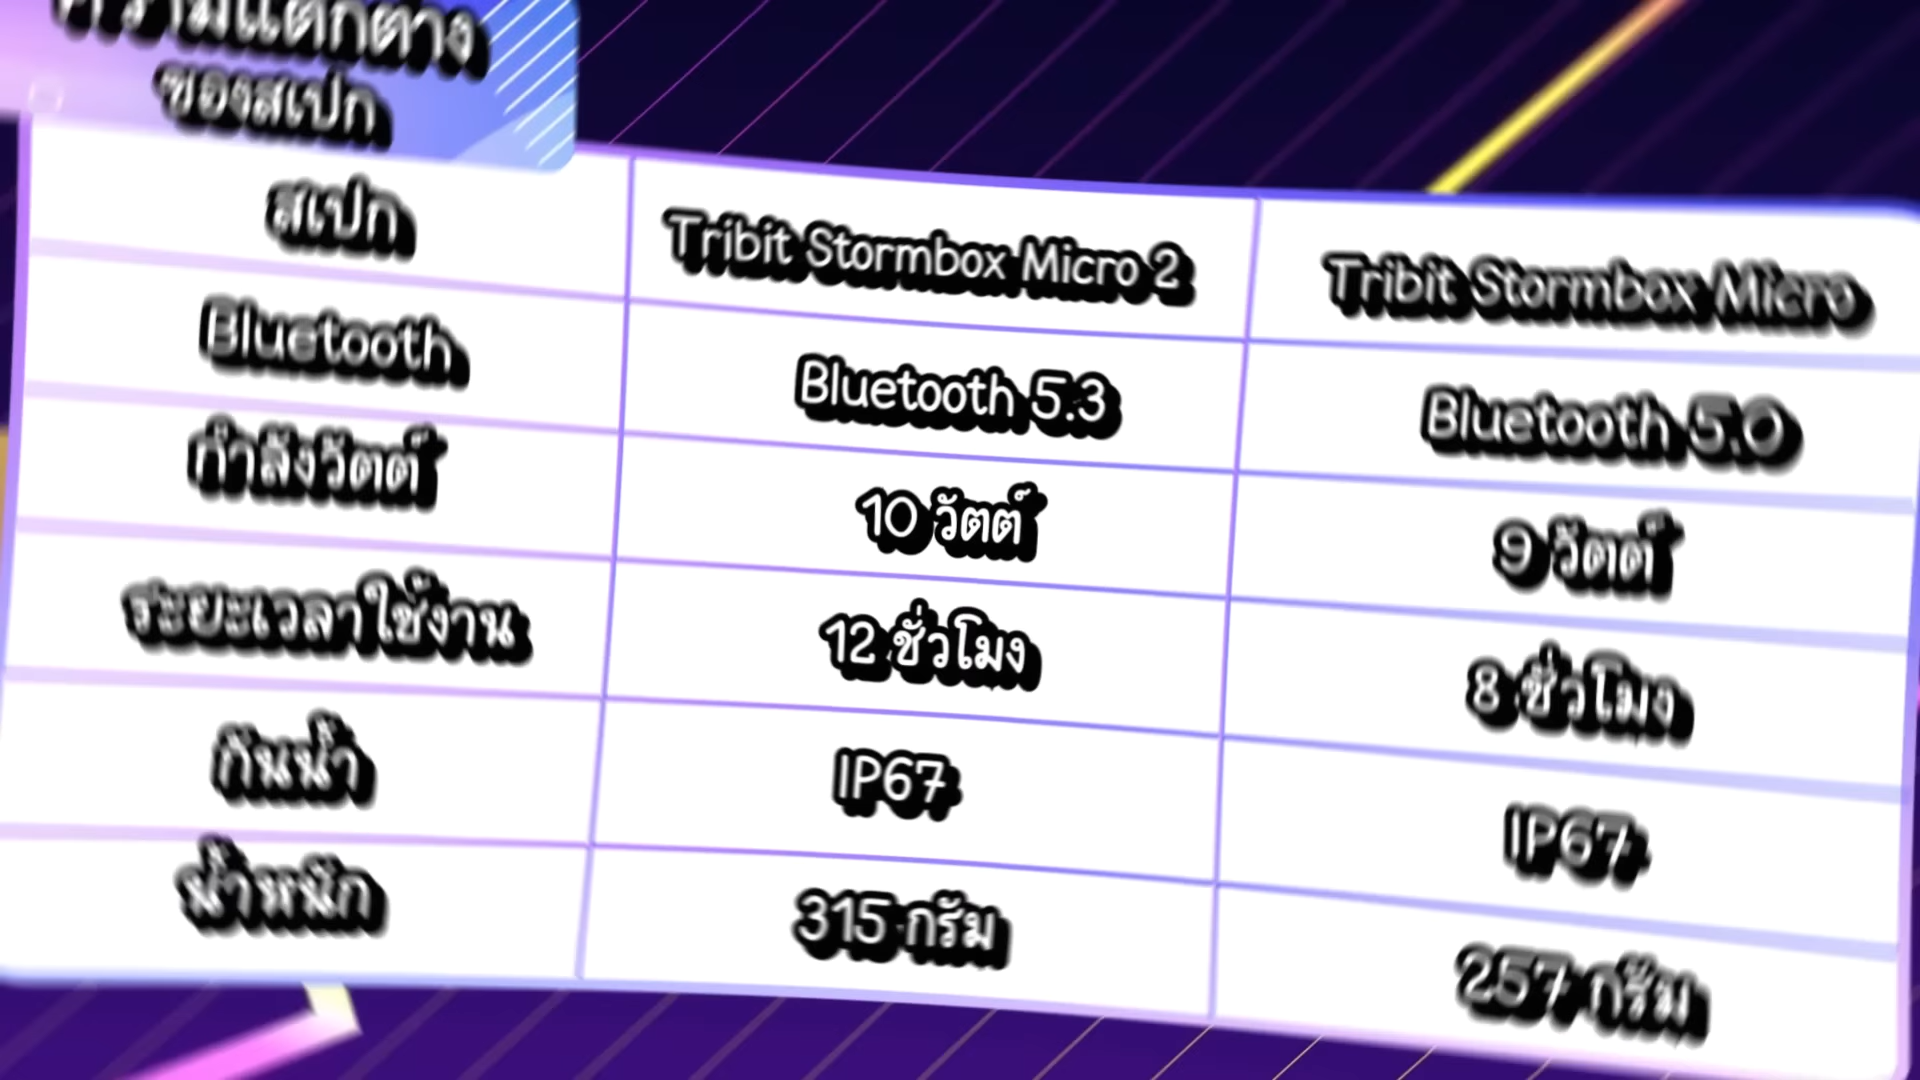 ความแตกต่าง
ของสเปก
สเปก Tribit Stormbox Micro 2 Tribit Stormbox Micro
Bluetooth Bluetooth 5.3 Bluetooth 5.0
กำลังวัตต์ 10 วัตต์ 9 วัตต์
ระยะเวลาใช้งาน 12 ชั่วโมง 8 ชั่วโมง
กันน้ำ IP67 IP67
น้ำหนัก 315 กรัม 257 กรัม